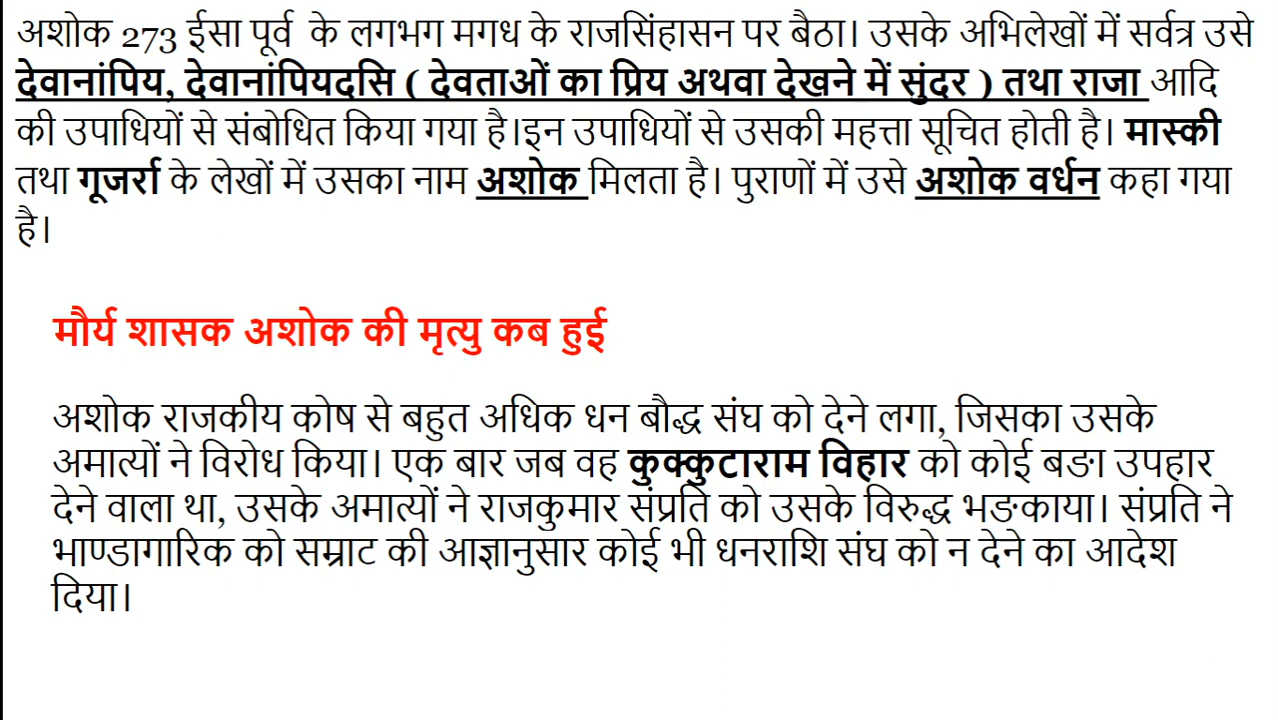 अशोक 273 ईसा पूर्व के लगभग मगध के राजसिंहासन पर बैठा। उसके अभिलेखों में सर्वत्र उसे
देवानांपिय, देवानांपियदसि ( देवताओं का प्रिय अथवा देखने में सुंदर ) तथा राजा आदि
की उपाधियों से संबोधित किया गया है।इन उपाधियों से उसकी महत्ता सूचित होती है। मास्की
तथा गूजर्रा के लेखों में उसका नाम अशोक मिलता है। पुराणों में उसे अशोक वर्धन कहा गया
है।
मौर्य शासक अशोक की मृत्यु कब हुई
अशोक राजकीय कोष से बहुत अधिक धन बौद्ध संघ को देने लगा, जिसका उसके
अमात्यों ने विरोध किया। एक बार जब वह कुक्कुटाराम विहार को कोई बङा उपहार
देने वाला था, उसके अमात्यों ने राजकुमार संप्रति को उसके विरुद्ध भङकाया। संप्रति ने
भाण्डागारिक को सम्राट की आज्ञानुसार कोई भी धनराशि संघ को न देने का आदेश
दिया।